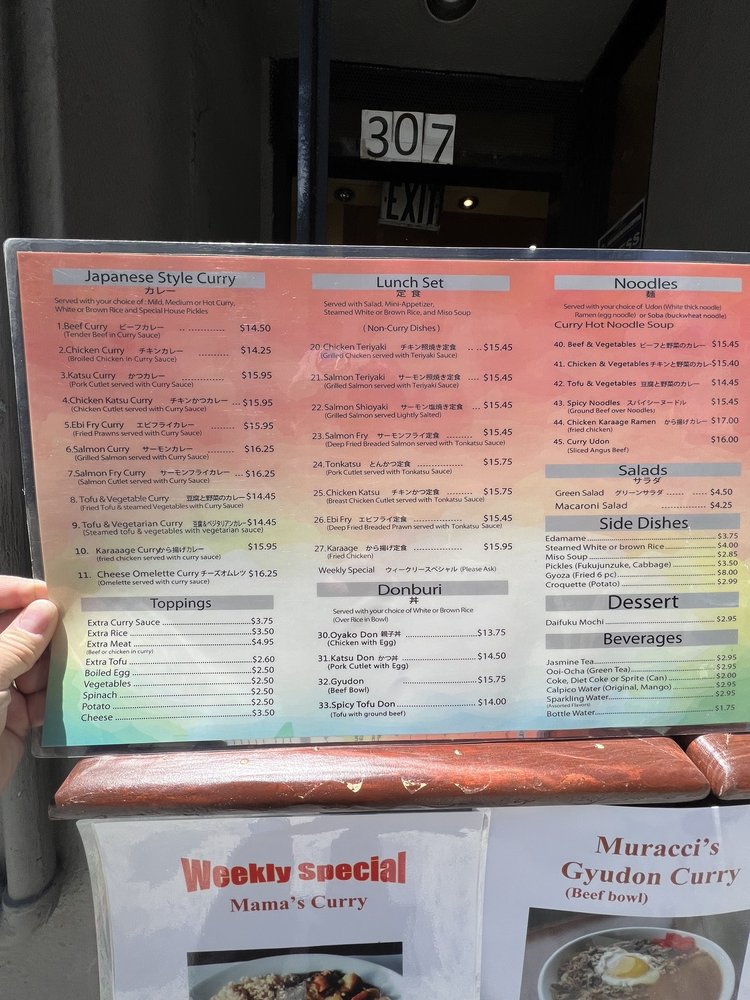 307
EXIT
Japanese Style Curry
カレー
Served with your choice of : Mild, Medium or Hot Curry,
White or Brown Rice and Special House Pickles
1.Beef Curry ビーフカレー .. .............. $14.50
(Tender Beef in Curry Sauce)
2.Chicken Curry チキンカレー ........... $14.25
(Broiled Chicken in Curry Sauce)
3.Katsu Curry かつカレー ............... $15.95
(Pork Cutlet served with Curry Sauce)
4.Chicken Katsu Curry チキンかつカレー ... $15.95
(Chicken Cutlet served with Curry Sauce)
5.Ebi Fry Curry エビフライカレー ............. $15.95
(Fried Prawns served with Curry Sauce)
6.Salmon Curry サーモンカレー ............. $16.25
(Grilled Salmon served with Curry Sauce)
7.Salmon Fry Curry サーモンフライカレー ... $16.25
(Salmon Cutlet served with Curry Sauce)
8. Tofu & Vegetable Curry 豆腐と野菜のカレー $14.45
(Fried Tofu & steamed Vegetables with Curry Sauce)
9. Tofu & Vegetarian Curry 豆腐&ベジタリアンカレー $14.45
(Steamed tofu & vegetables with vegetarian sauce)
10. Karaaage Curry から揚げカレー $15.95
(fried chicken served with curry sauce)
11. Cheese Omelette Curry チーズオムレツ $16.25
(Omelette served with curry sauce)
Toppings
Extra Curry Sauce .......................... $3.75
Extra Rice .................................... $3.50
Extra Meat .................................... $4.95
(Beef or chicken in curry)
Extra Tofu .................................... $2.60
Boiled Egg .................................... $2.50
Vegetables .................................... $2.50
Spinach ....................................... $2.50
Potato ........................................ $2.50
Cheese ........................................ $3.50
Lunch Set
定食
Served with Salad, Mini-Appetizer,
Steamed White or Brown Rice, and Miso Soup
(Non-Curry Dishes )
20.Chicken Teriyaki チキン照焼き定食 .. ... $15.45
(Grilled Chicken served with Teriyaki Sauce)
21.Salmon Teriyaki サーモン照焼き定食 ..... $15.45
(Grilled Salmon served with Teriyaki Sauce)
22.Salmon Shioyaki サーモン塩焼き定食 ... $15.45
(Grilled Salmon served Lightly Salted)
23.Salmon Fry サーモンフライ定食 ............ $15.45
(Deep Fried Breaded Salmon served with Tonkatsu Sauce)
24.Tonkatsu とんかつ定食 ............... $15.75
(Pork Cutlet served with Tonkatsu Sauce)
25.Chicken Katsu チキンかつ定食 ............ $15.75
(Breast Chicken Cutlet served with Tonkatsu Sauce)
26.Ebi Fry エビフライ定食 ................ $15.45
(Deep Fried Breaded Prawn served with Tonkatsu Sauce)
27.Karaage から揚げ定食 ................ $15.95
Weekly Special ウィークリースペシャル (Please Ask)
Donburi
丼
Served with your choice of White or Brown Rice
(Over Rice in Bowl)
30.Oyako Don 親子丼 ......................... $13.75
(Chicken with Egg)
31.Katsu Don かつ丼 ........................ $14.50
(Pork Cutlet with Egg)
32.Gyudon ......................... $15.75
(Beef Bowl)
33.Spicy Tofu Don .................... $14.00
(Tofu with ground beef)
Noodles
麺
Served with your choice of Udon (White thick noodle)
Ramen (egg noodle) or Soba (buckwheat noodle)
Curry Hot Noodle Soup
40. Beef & Vegetables ビーフと野菜のカレー .. $15.45
41. Chicken & Vegetables チキンと野菜のカレー $15.40
42. Tofu & Vegetables 豆腐と野菜のカレー ... $14.45
43. Spicy Noodles スパイシーヌードル $15.45
(Ground Beef over Noodles)
44. Chicken Karaage Ramen から揚げカレー $17.00
(fried chicken)
45. Curry Udon $16.00
(Sliced Angus Beef)
Salads
サラダ
Green Salad グリーンサラダ ...... ...... $4.50
Macaroni Salad ................ $4.25
Side Dishes
Edamame ............................. $3.75
Steamed White or brown Rice .................. $4.00
Miso Soup ............................. $2.85
Pickles (Fukujunzuke, Cabbage) .................. $3.50
Gyoza (Fried 6 pc) ............................. $8.00
Croquette (Potato) ............................. $2.99
Dessert
Daifuku Mochi ............................. $2.95
Beverages
Jasmine Tea ............................. $2.95
Ooi-Ocha (Green Tea) ............................. $2.95
Coke, Diet Coke or Sprite (Can) .................. $2.00
Calpico Water (Original, Mango) .................. $2.95
Sparkling Water ............................. $2.95
(Assorted Flavors)
Bottle Water ............................. $1.75
Weekly Special
Mama's Curry
Muracci's
Gyudon Curry
(Beef bowl)